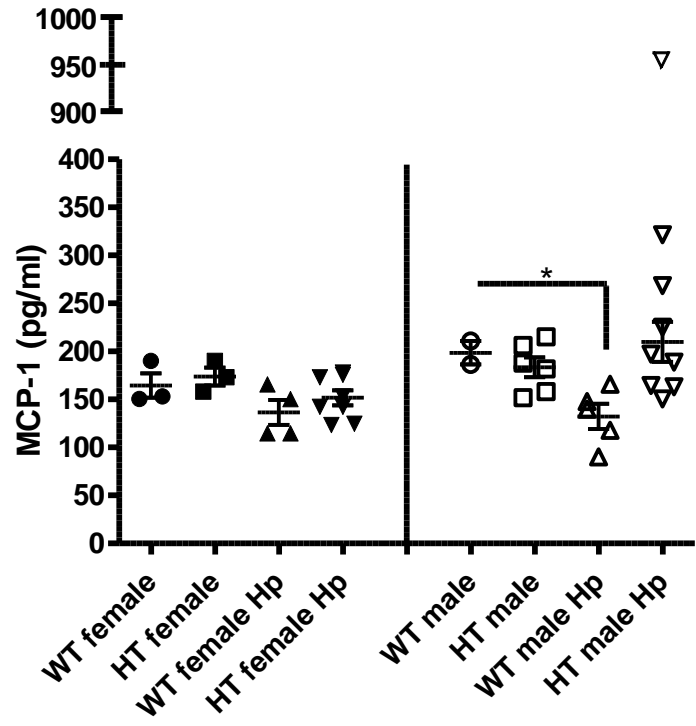 1000
950
900
400
350
300
250
200
150
100
50
0
MCP-1 (pg/ml)
*
WT female
HT female
WT female Hp
HT female Hp
WT male
HT male
WT male Hp
HT male Hp